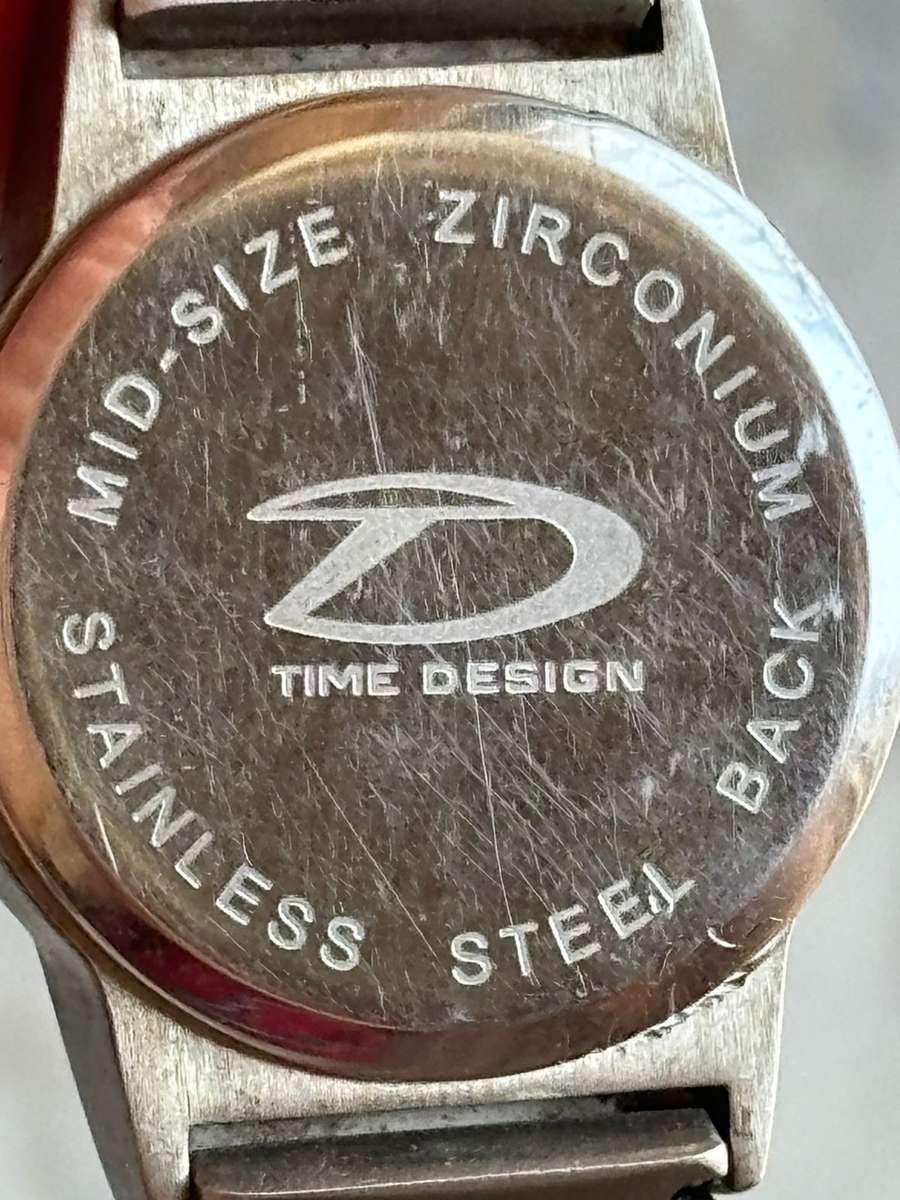 MID-SIZE ZIRCONIUM
TIME DESIGN
STAINLESS STEEL BACK